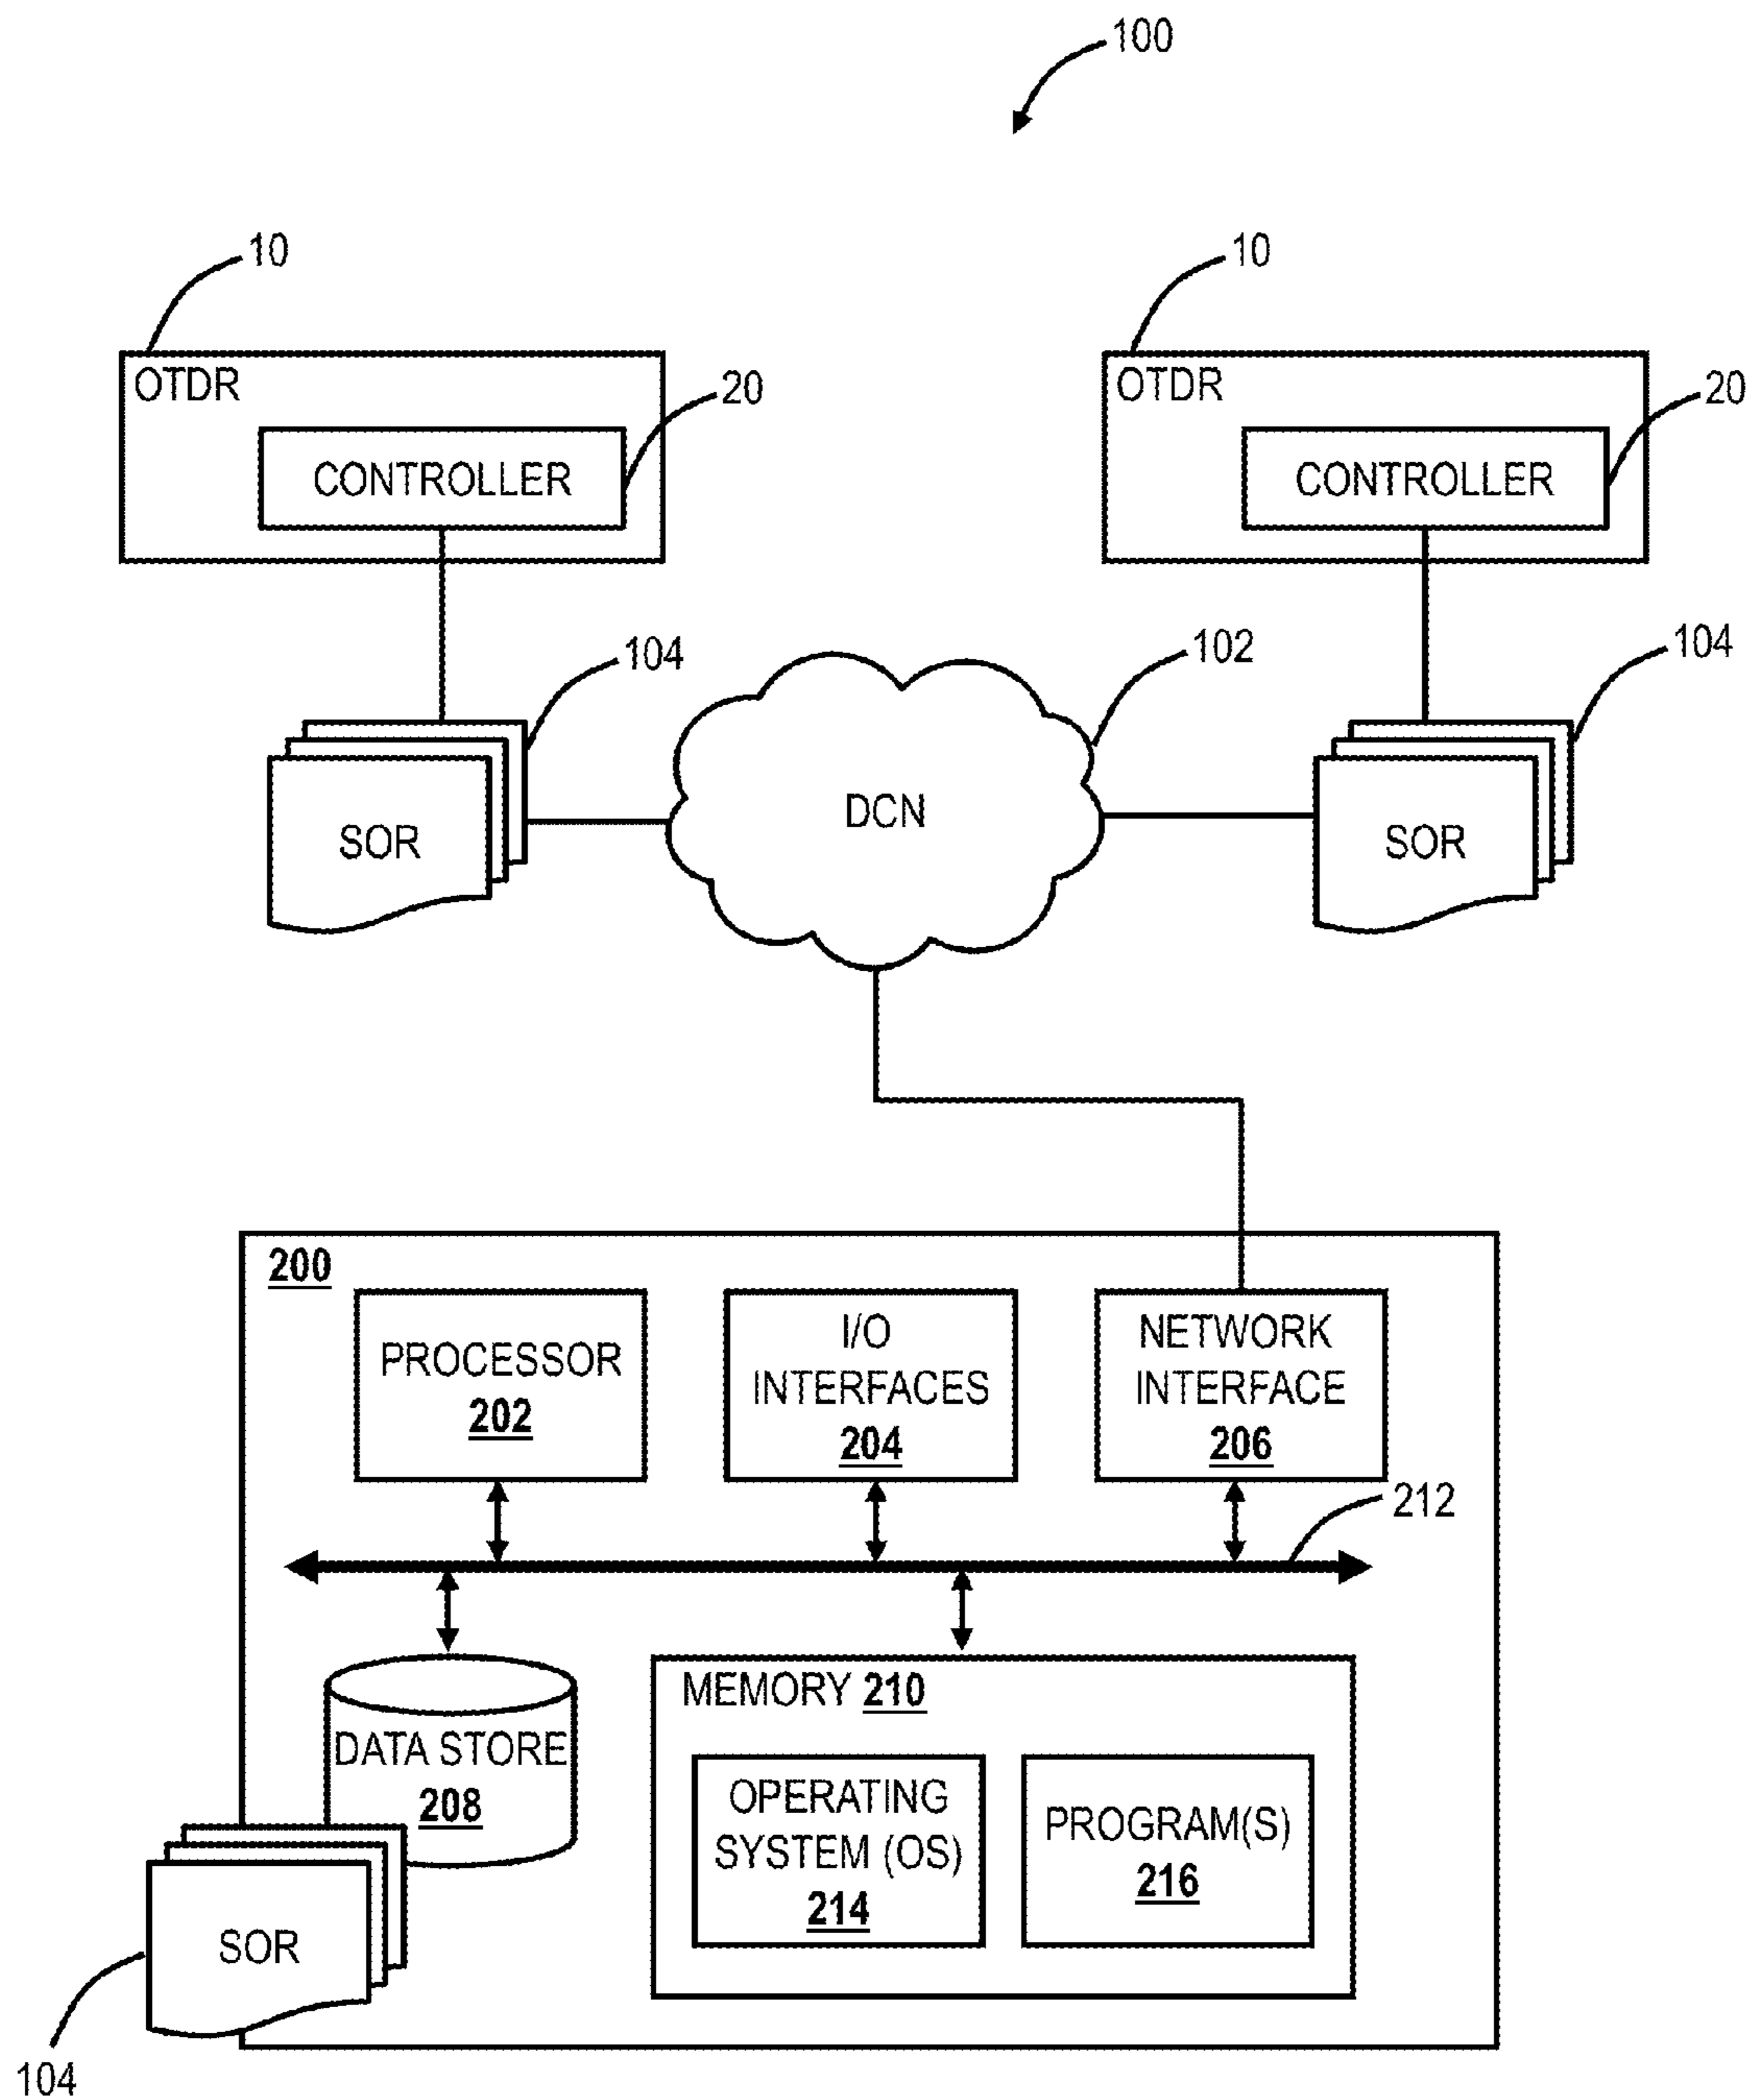 100
10
10
OTDR
20
OTDR
20
CONTROLLER
CONTROLLER
104
102
104
DCN
SOR
SOR
200
PROCESSOR
202
I/O
INTERFACES
204
NETWORK
INTERFACE
206
212
DATA STORE
208
MEMORY 210
OPERATING
SYSTEM (OS)
214
PROGRAM(S)
216
SOR
104